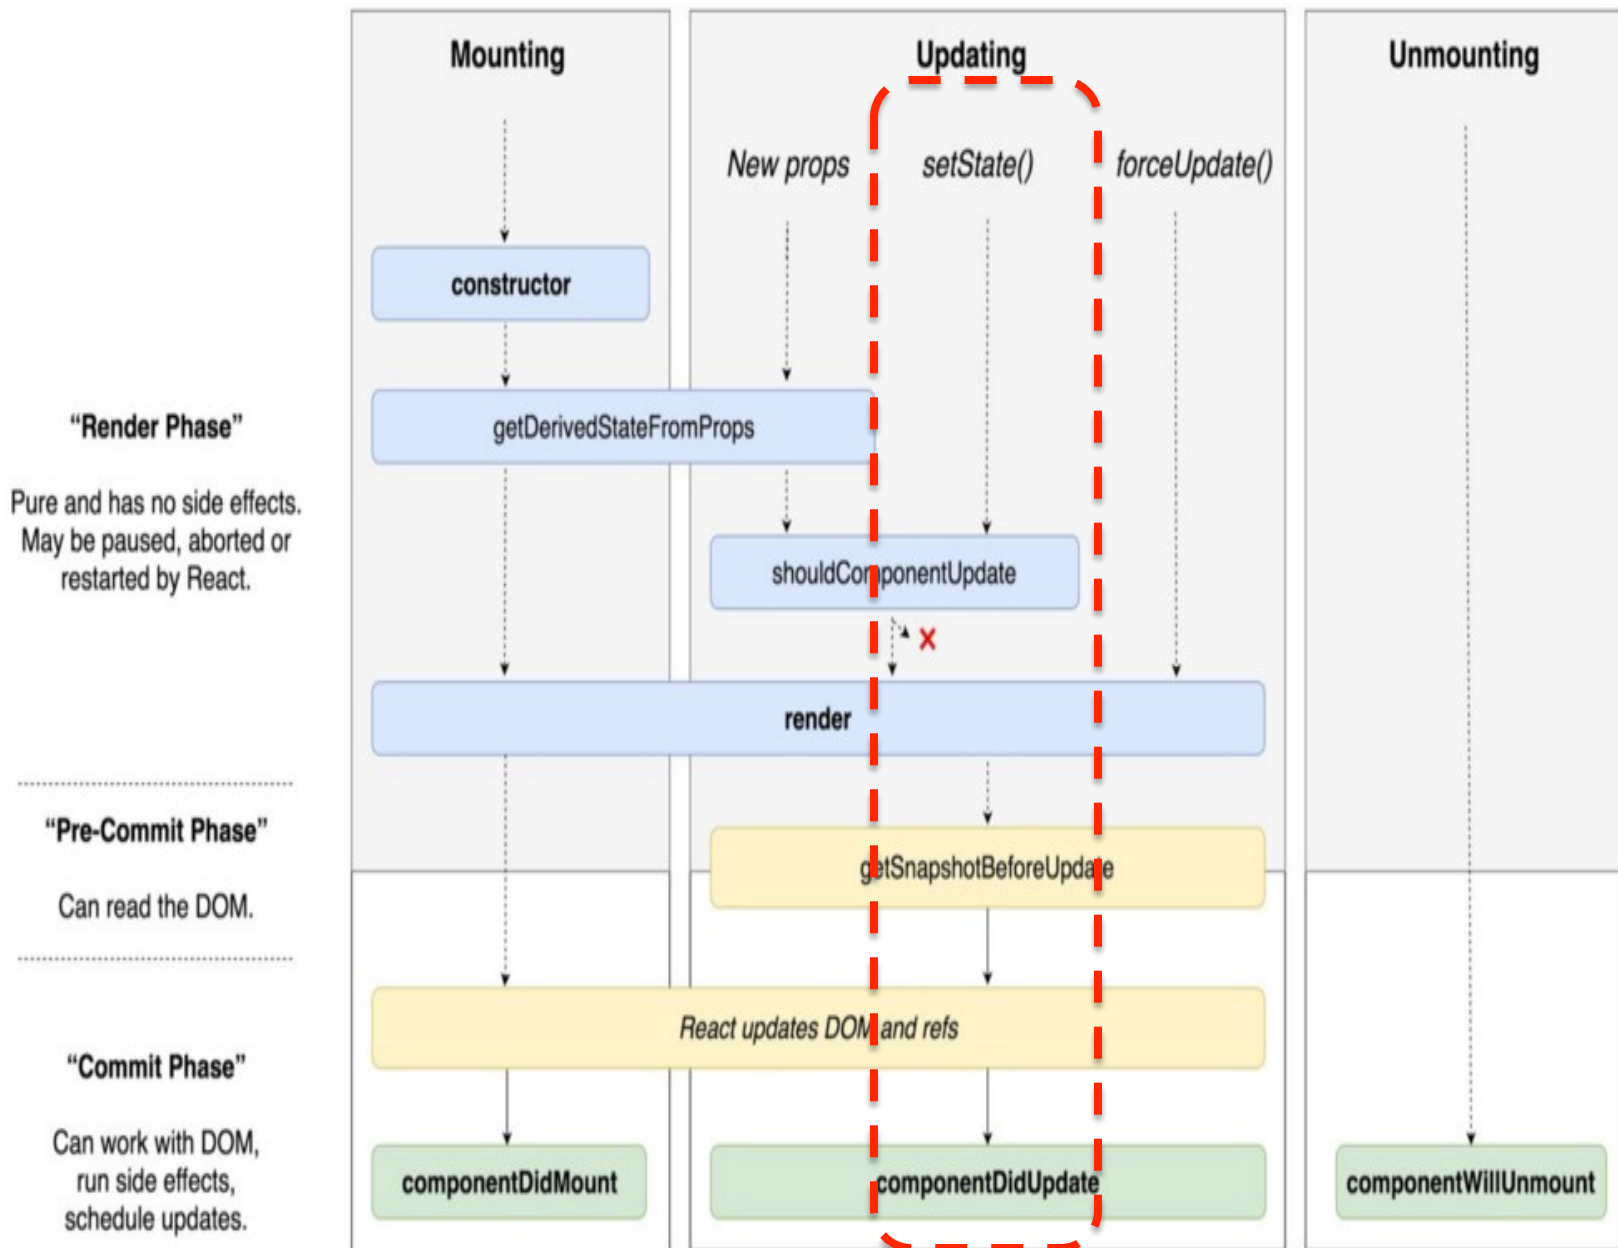 Mounting
Updating
Unmounting
New props
setState()
forceUpdate()
constructor
“Render Phase”
getDerivedStateFromProps
Pure and has no side effects.
May be paused, aborted or
restarted by React.
shouldComponentUpdate
render
“Pre-Commit Phase”
Can read the DOM.
getSnapshotBeforeUpdate
React updates DOM and refs
“Commit Phase”
Can work with DOM,
run side effects,
schedule updates.
componentDidMount
componentDidUpdate
componentWillUnmount